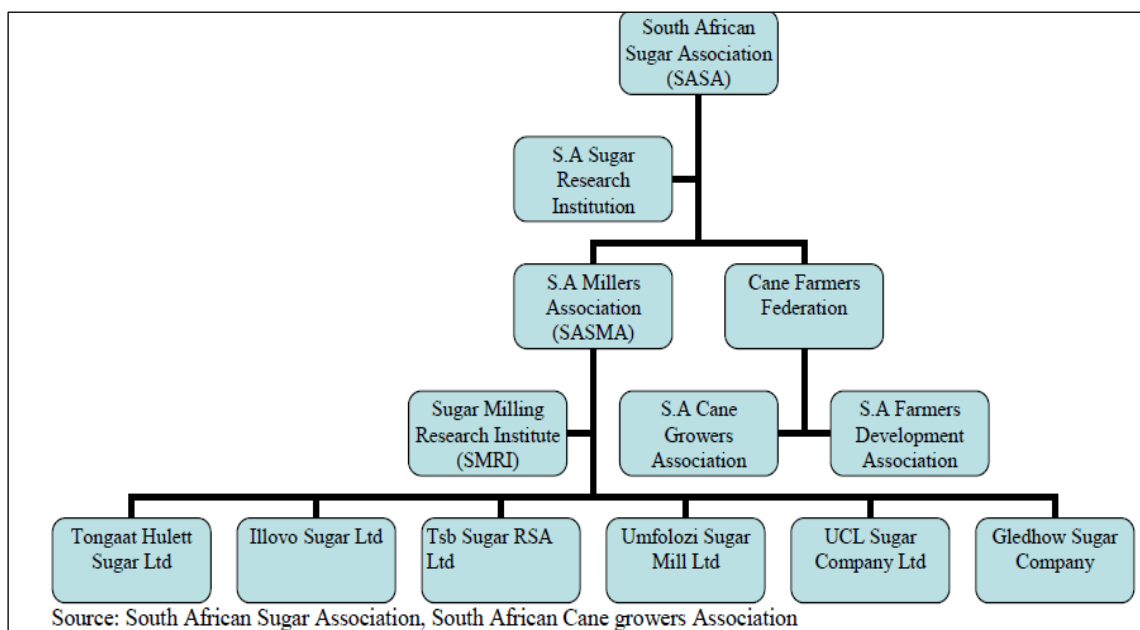 South African
Sugar Association
(SASA)
S.A Sugar
Research
Institution
S.A Millers
Association
(SASMA)
Cane Farmers
Federation
Sugar Milling
Research Institute
(SMRI)
S.A Cane
Growers
Association
S.A Farmers
Development
Association
Tongaat Hulett
Sugar Ltd
Illovo Sugar Ltd
Tsb Sugar RSA
Ltd
Umfolozi Sugar
Mill Ltd
UCL Sugar
Company Ltd
Gledhow Sugar
Company
Source: South African Sugar Association, South African Cane growers Association